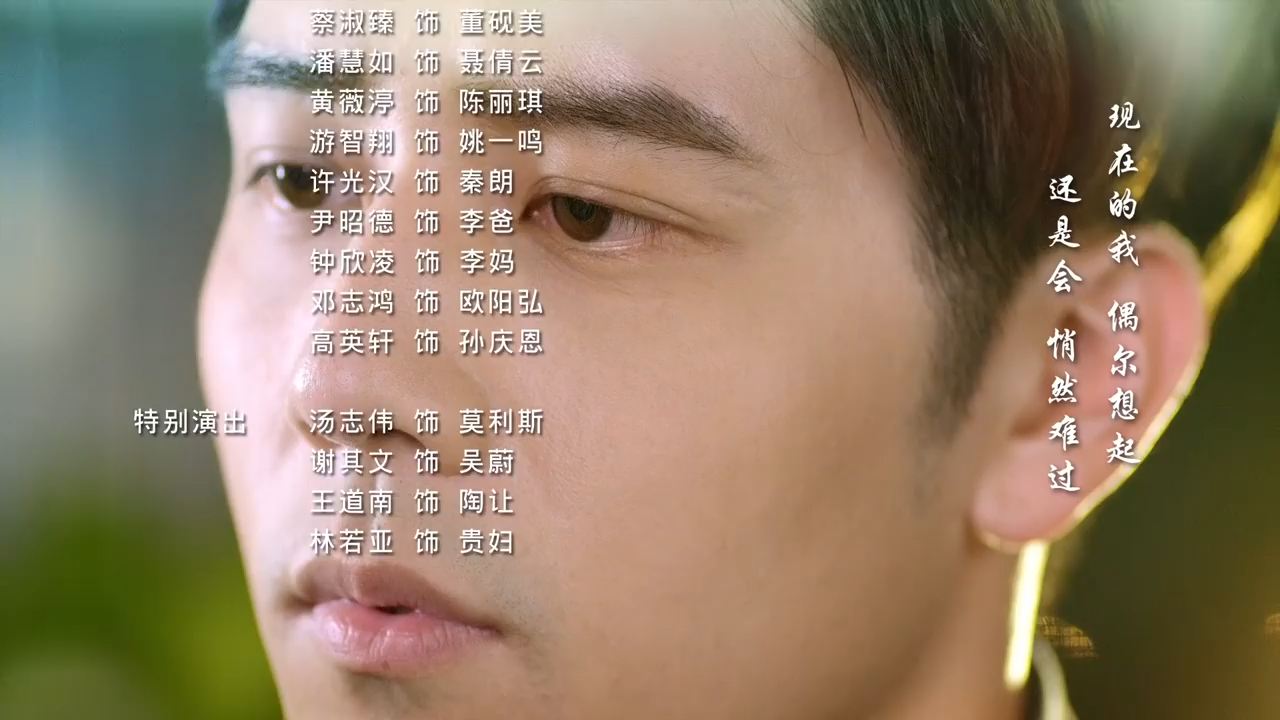 蔡淑臻 饰 董砚美
潘慧如 饰 聂倩云
黄薇渟 饰 陈丽琪
游智翔 饰 姚一鸣
许光汉 饰 秦朗
尹昭德 饰 李爸
钟欣凌 饰 李妈
邓志鸿 饰 欧阳弘
高英轩 饰 孙庆恩
特别演出 汤志伟 饰 莫利斯
谢其文 饰 吴蔚
王道南 饰 陶让
林若亚 饰 贵妇
现在的我 偶尔想起
还是会 悄然难过